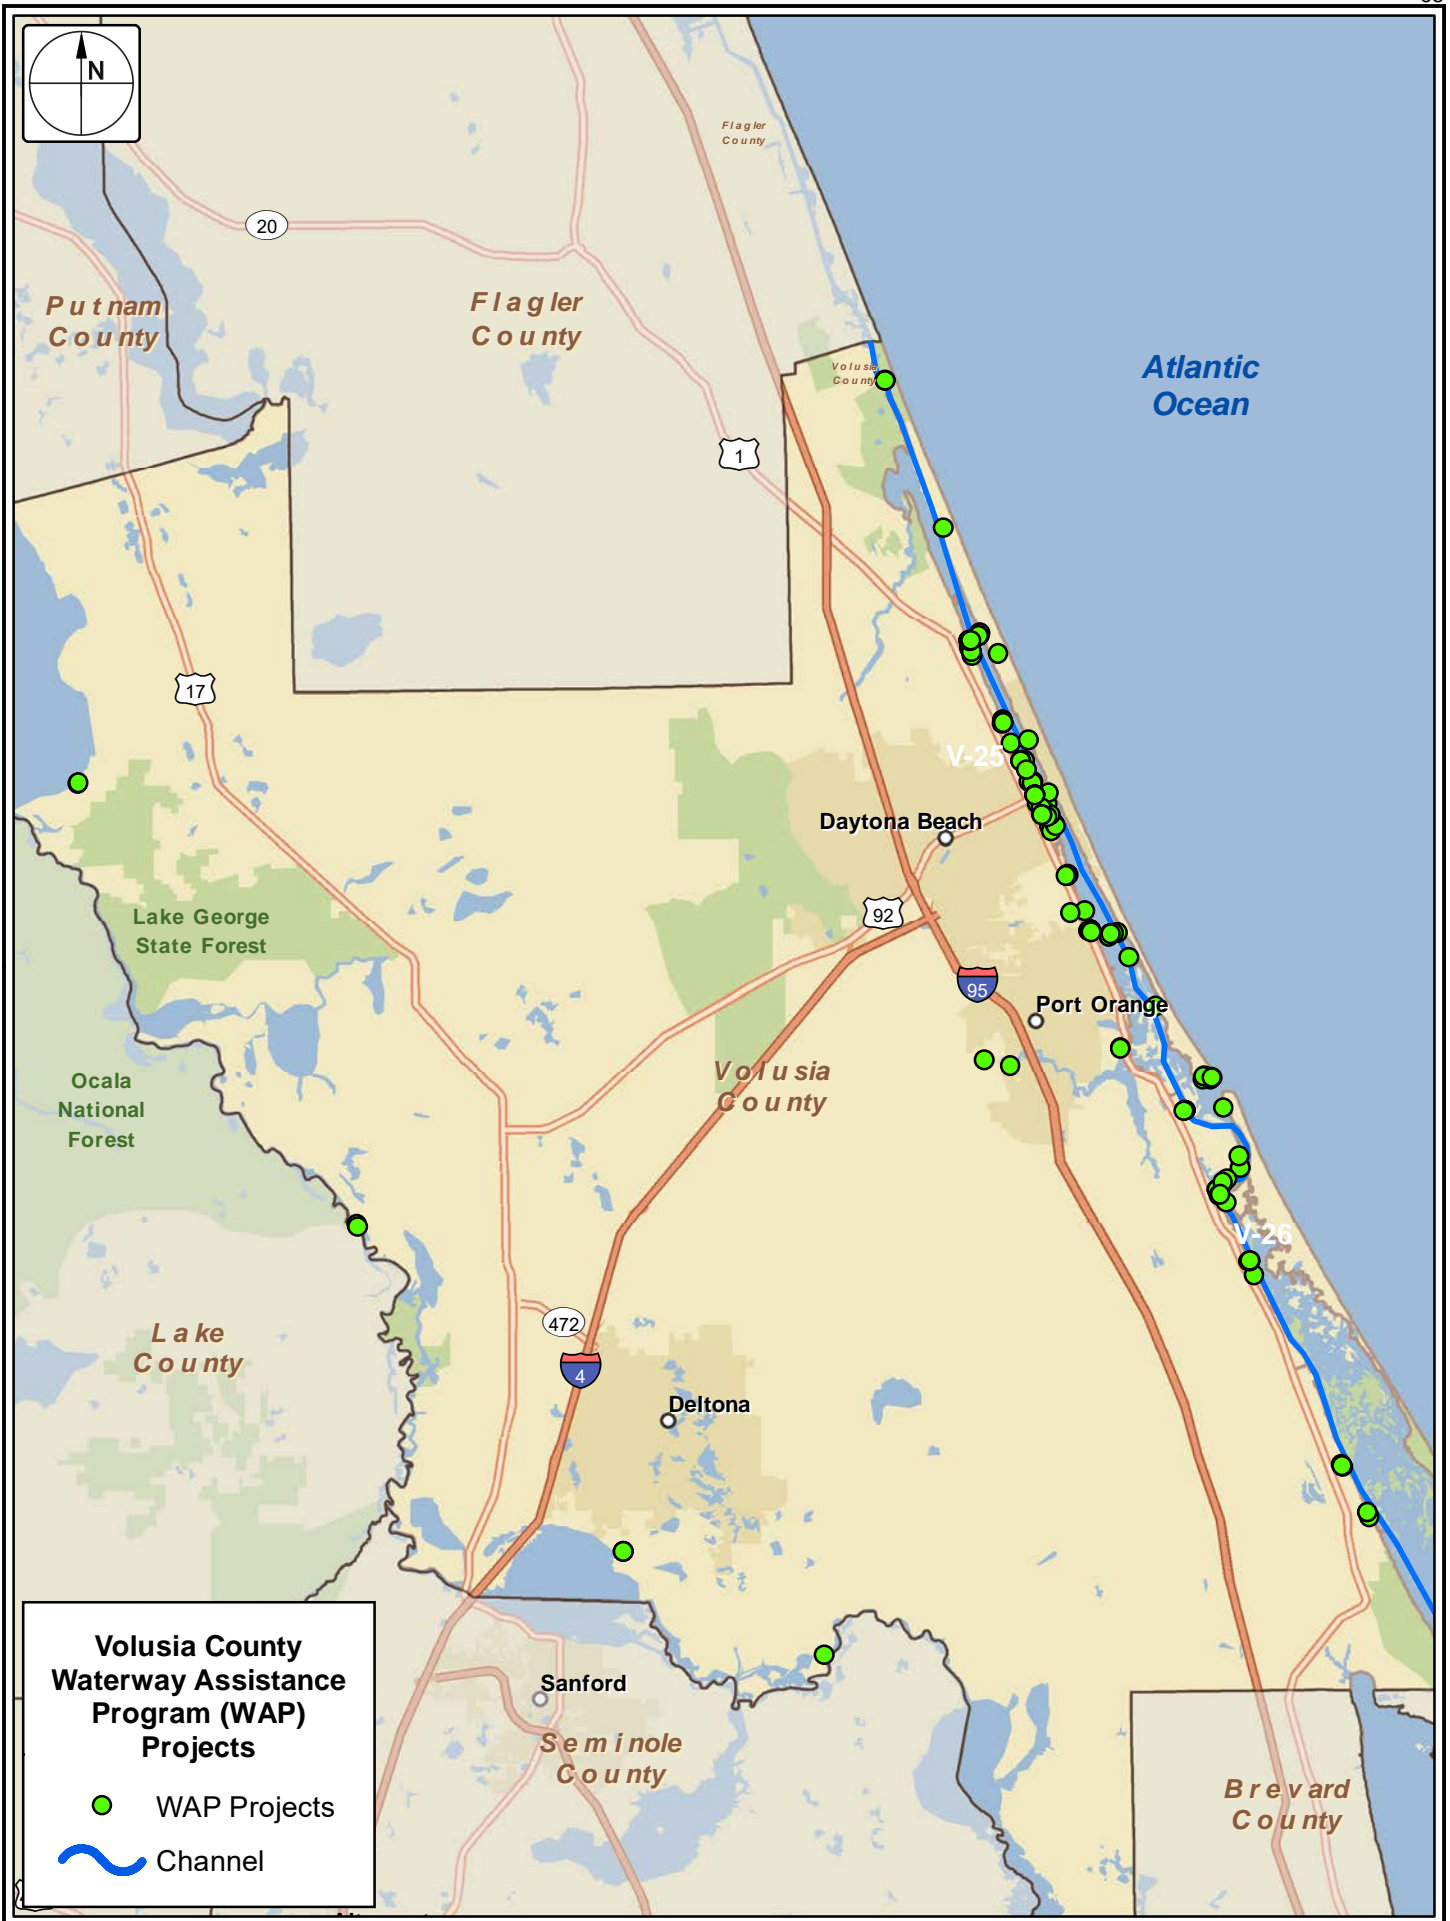 N
Flagler
County
20
Putnam
County
Flagler
County
Atlantic
Ocean
Volusia
County
1
17
V-25
Daytona Beach
92
Lake George
State Forest
95
Port Orange
Ocala
National
Forest
Volusia
County
V-26
Lake
County
472
4
Deltona
Sanford
Seminole
County
Brevard
County
Volusia County
Waterway Assistance
Program (WAP)
Projects
WAP Projects
Channel